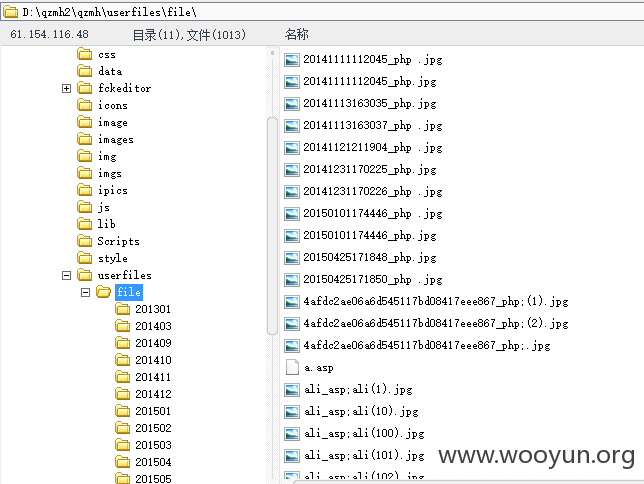 D:\qzmh2\qzmh\userfiles\file\
61.154.116.48
目录(11),文件(1013)
名称
css
data
fckeditor
icons
image
images
img
imgs
ipics
js
lib
Scripts
style
userfiles
file
201301
201403
201409
201410
201411
201412
201501
201502
201503
201504
201505
20141111112045_php .jpg
20141111112045_php.jpg
20141113163035_php.jpg
20141113163037_php .jpg
20141121211904_php .jpg
20141231170225_php.jpg
20141231170226_php .jpg
20150101174446_php .jpg
20150101174446_php.jpg
20150425171848_php.jpg
20150425171850_php .jpg
4afdc2ae06a6d545117bd08417eee867_php;(1).jpg
4afdc2ae06a6d545117bd08417eee867_php;(2).jpg
4afdc2ae06a6d545117bd08417eee867_php;.jpg
a.asp
ali_asp;ali(1).jpg
ali_asp;ali(10).jpg
ali_asp;ali(100).jpg
ali_asp;ali(101).jpg
ali_asp;ali(102).jpg
www.wooyun.org